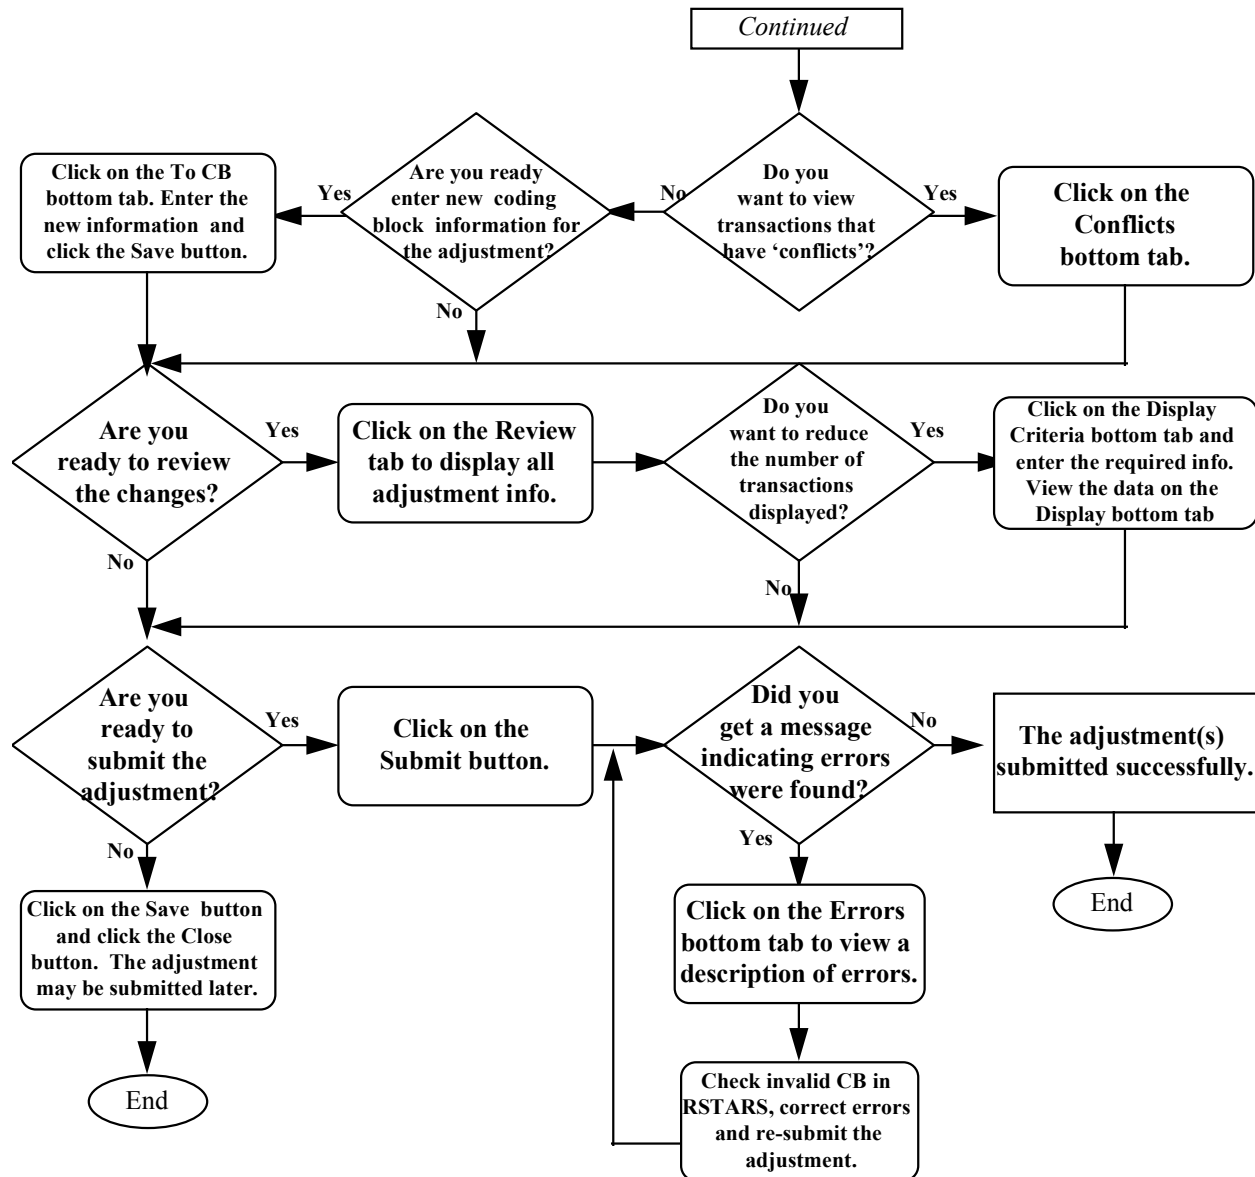 Continued
Click on the To CB
bottom tab. Enter the
new information  and
click the Save button.
Yes
Are you ready
enter new  coding
block  information for
the adjustment?
No
No
Do you
want to view
transactions that
have ‘conflicts’?
Yes
Click on the
Conflicts
bottom tab.
Are you
ready to review
the changes?
Yes
No
Click on the Review
tab to display all
adjustment info.
Do you
want to reduce
the number of
transactions
displayed?
Yes
No
Click on the Display
Criteria bottom tab and
enter the required info.
View the data on the
Display bottom tab
Are you
ready to
submit the
adjustment?
Yes
No
Click on the
Submit button.
Did you
get a message
indicating errors
were found?
No
Yes
The adjustment(s)
submitted successfully.
End
Click on the Save  button
and click the Close
button.  The adjustment
may be submitted later.
End
Click on the Errors
bottom tab to view a
description of errors.
Check invalid CB in
RSTARS, correct errors
and re-submit the
adjustment.